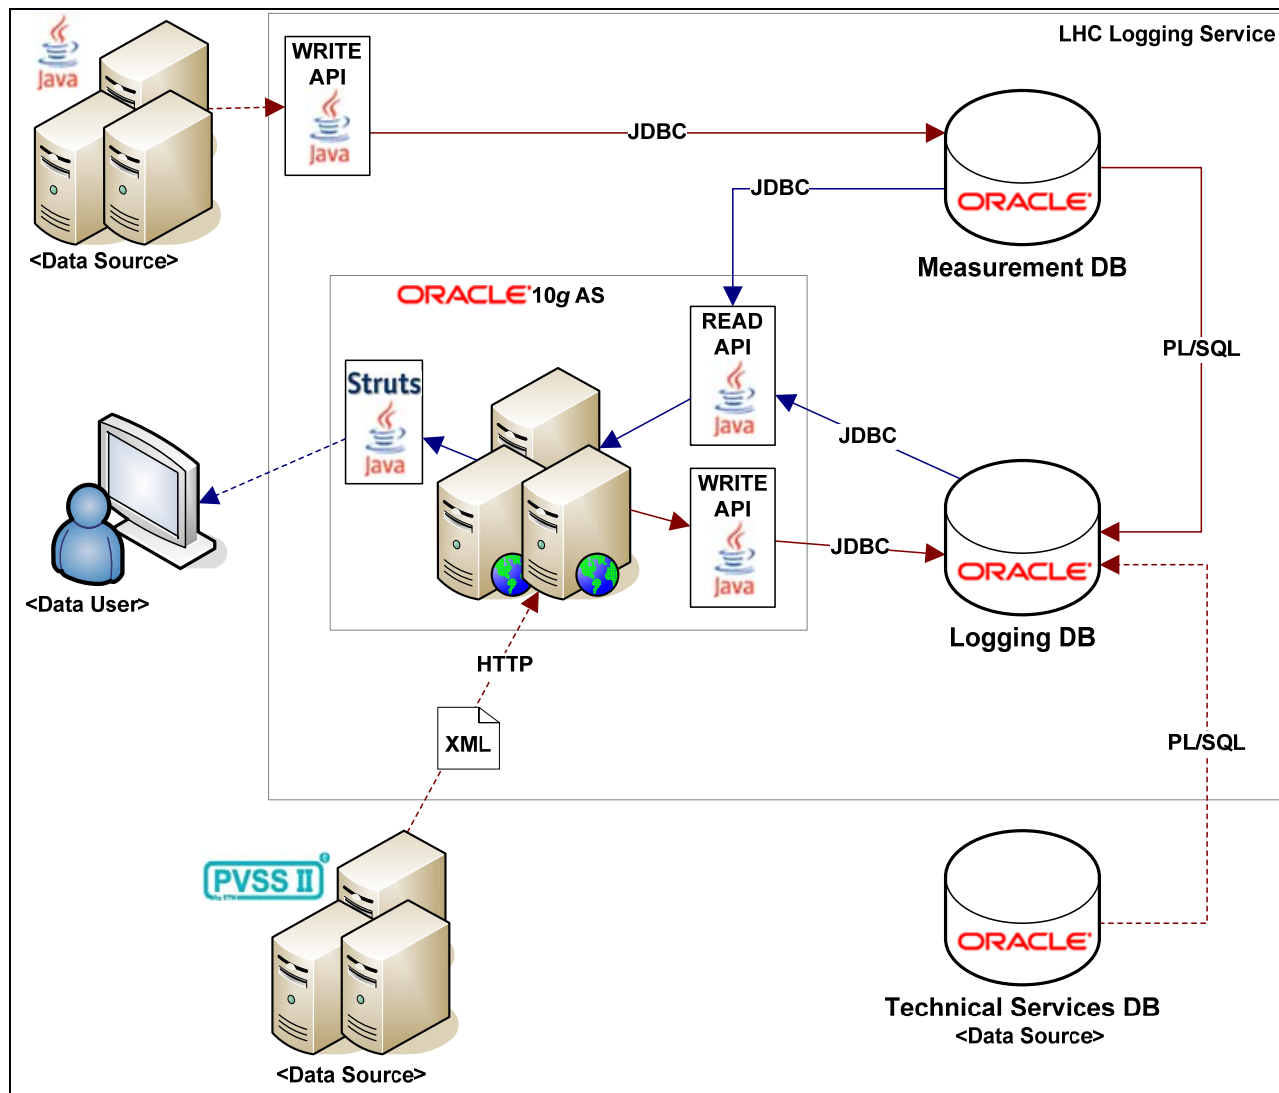 LHC Logging Service
Java
WRITE
API
Java
JDBC
JDBC
ORACLE
Measurement DB
<Data Source>
ORACLE 10g AS
READ
API
Java
PL/SQL
Struts
Java
JDBC
WRITE
API
Java
JDBC
ORACLE
Logging DB
<Data User>
HTTP
XML
PL/SQL
PVSS II
ORACLE
Technical Services DB
<Data Source>
<Data Source>